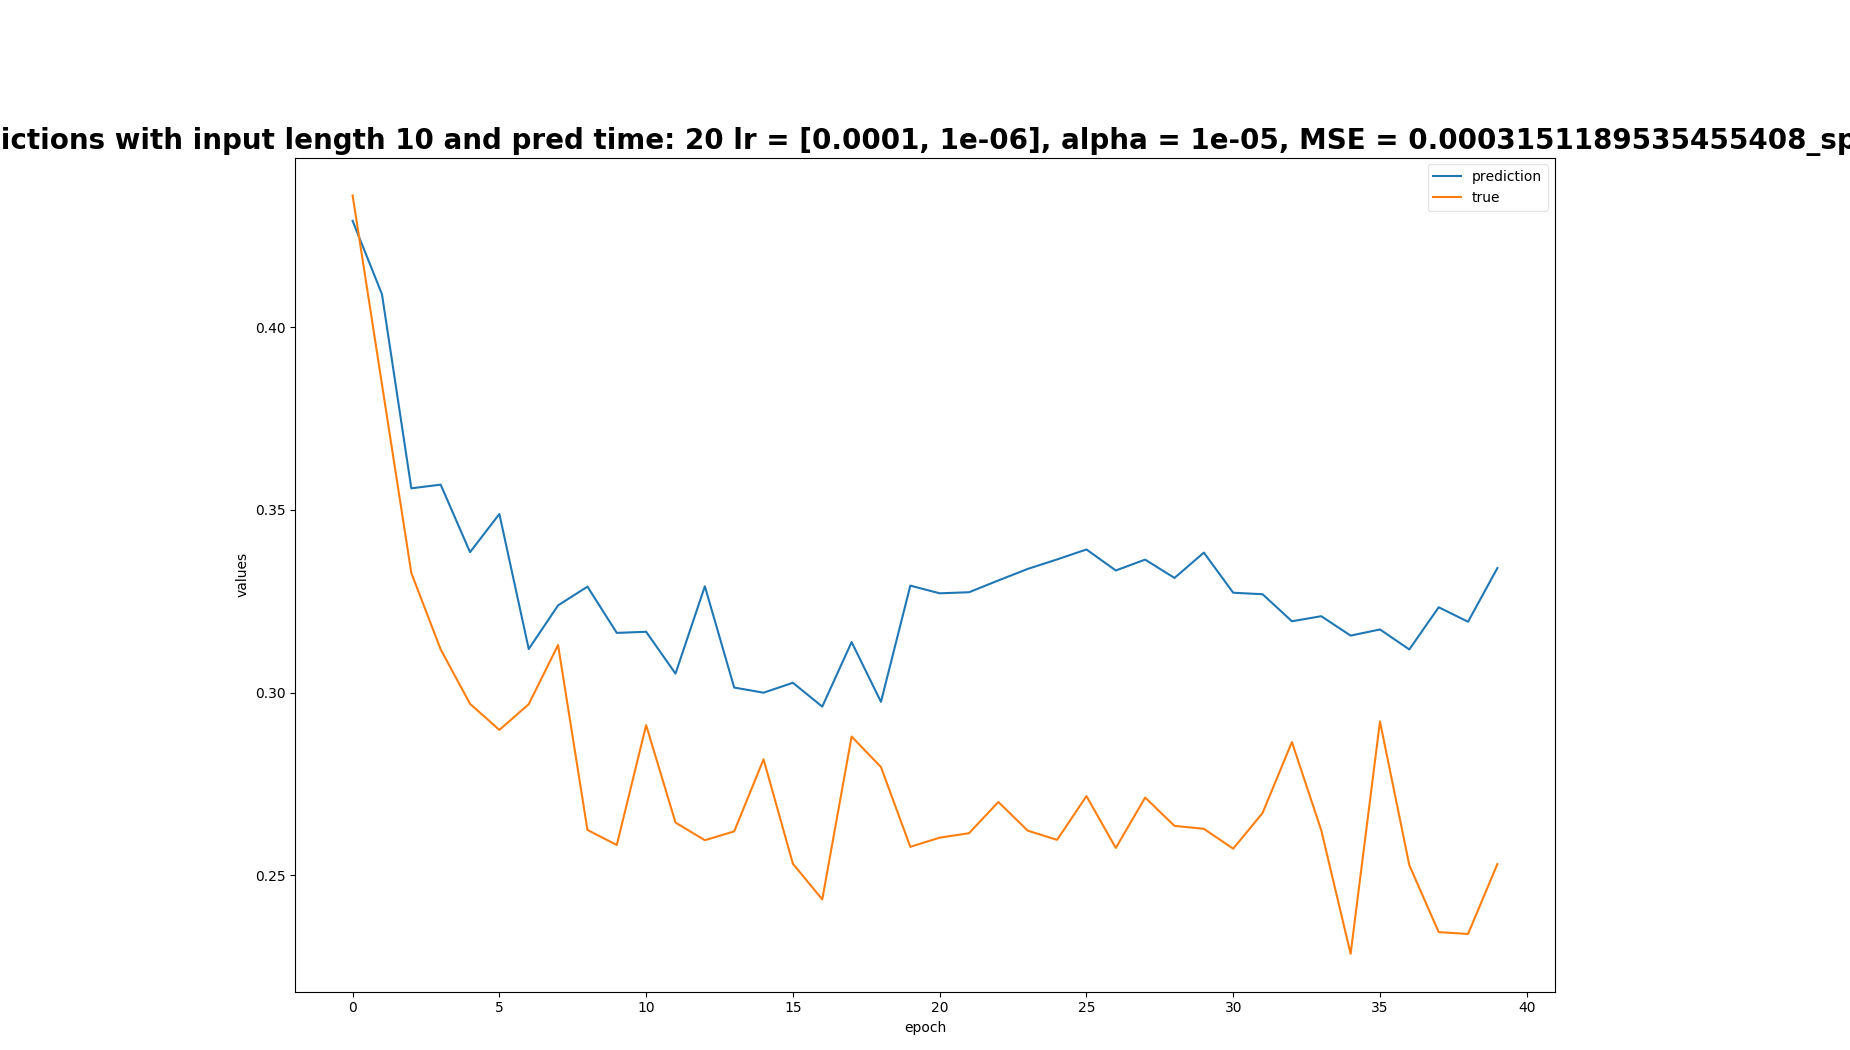 ictions with input length 10 and pred time: 20 lr = [0.0001, 1e-06], alpha = 1e-05, MSE = 0.0003151189535455408_sp
prediction
true
0.40
0.35
0.30
0.25
values
0
5
10
15
20
25
30
35
40
epoch